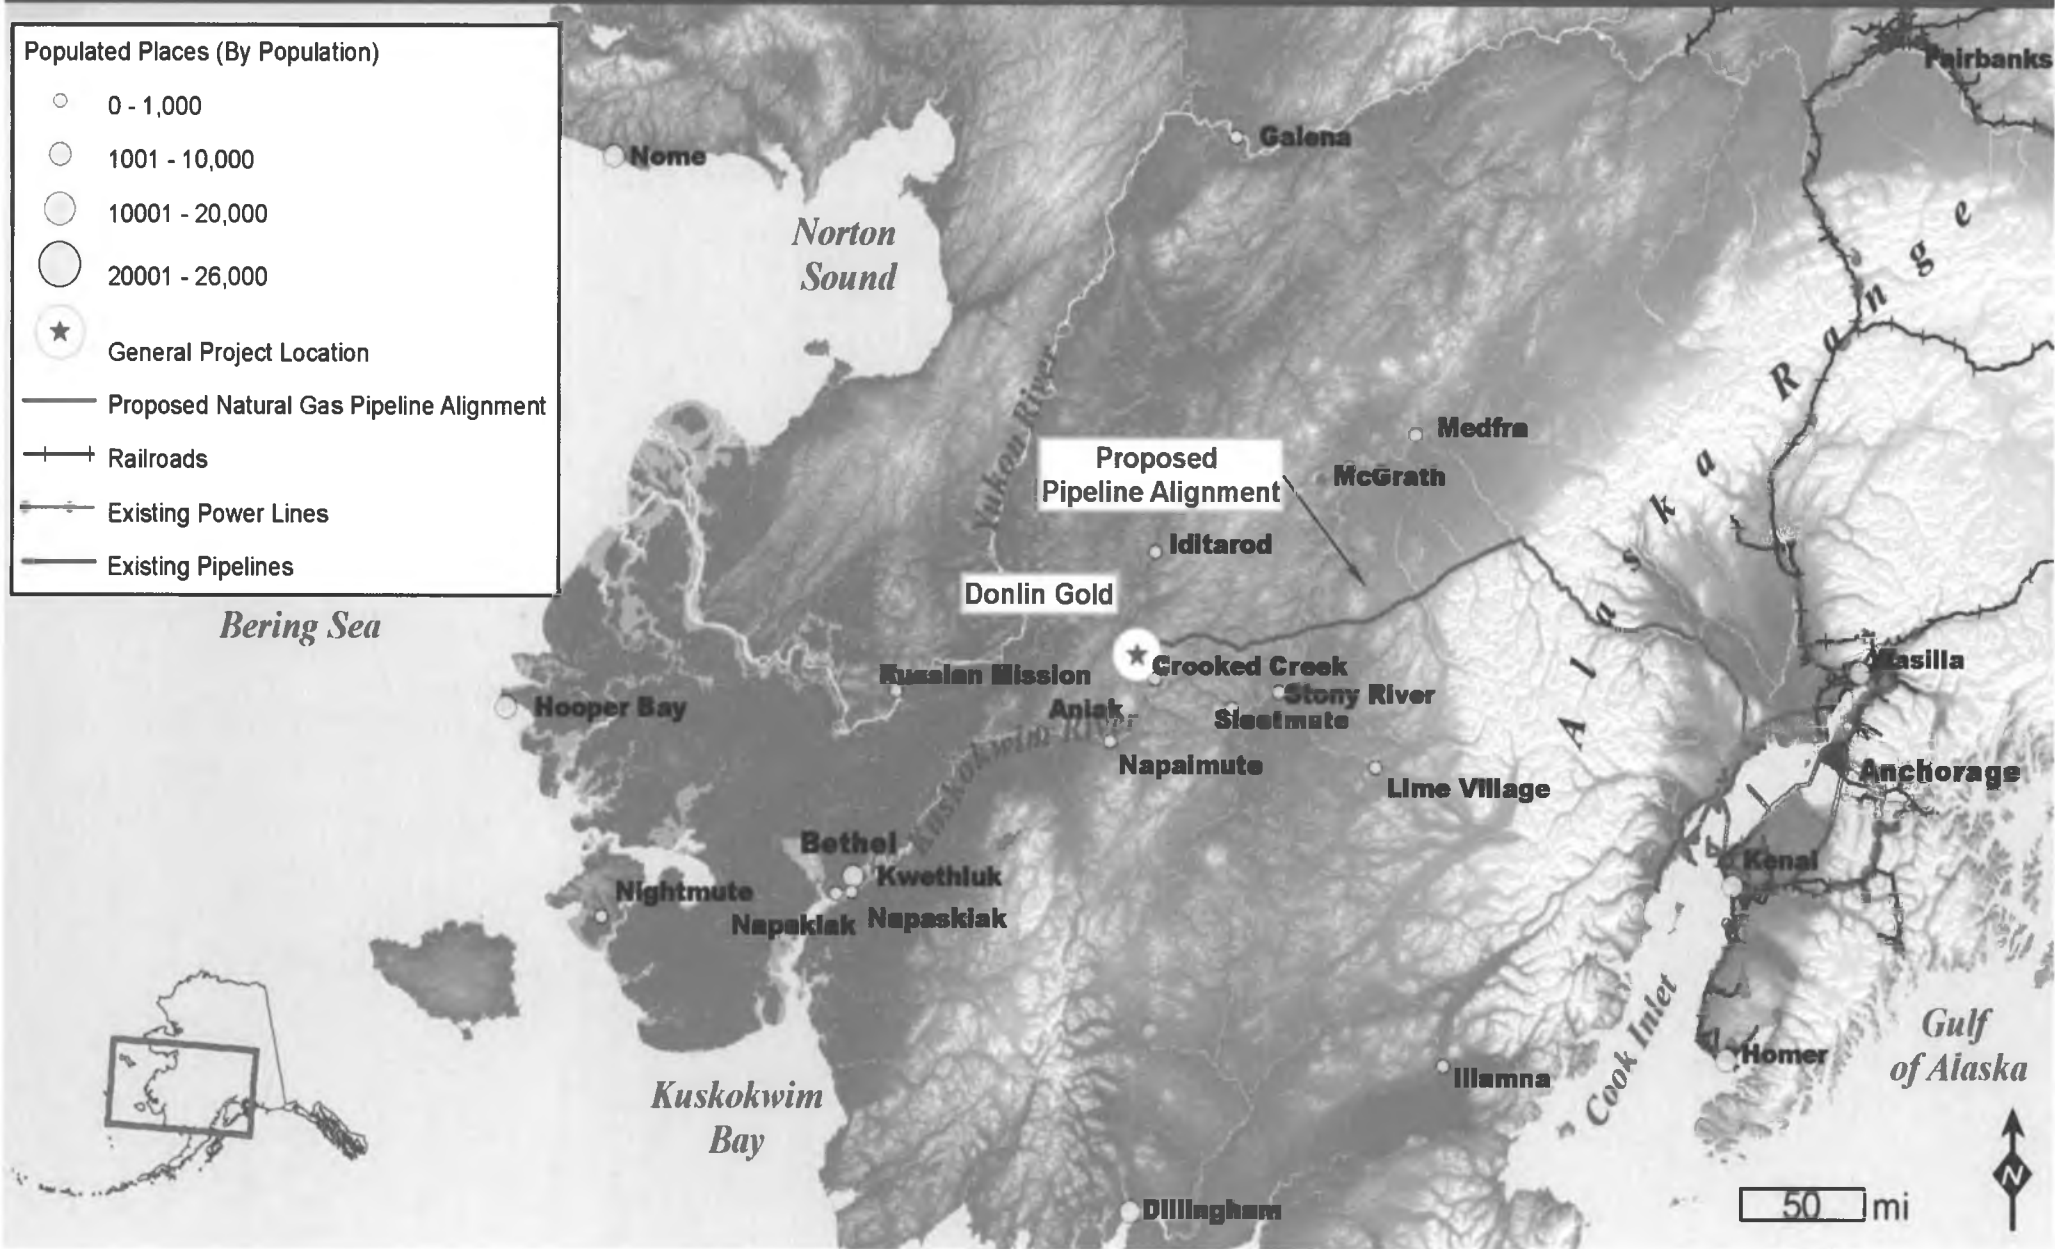 Populated Places (By Population)
0 - 1,000
1001 - 10,000
10001 - 20,000
20001 - 26,000
General Project Location
Proposed Natural Gas Pipeline Alignment
Railroads
Existing Power Lines
Existing Pipelines
Fairbanks
Galena
Nome
Norton
Sound
Alaska Range
Yukon River
Medfra
McGrath
Proposed
Pipeline Alignment
Iditarod
Donlin Gold
Bering Sea
Russian Mission
Crooked Creek
Wasilla
Hooper Bay
Aniak
Stony River
Sleetmute
Kuskokwim River
Napaimute
Lime Village
Anchorage
Bethel
Kwethluk
Kenai
Nightmute
Napakiak
Napaskiak
Cook Inlet
Gulf
of Alaska
Homer
Iliamna
Kuskokwim
Bay
Dillingham
50 mi
N